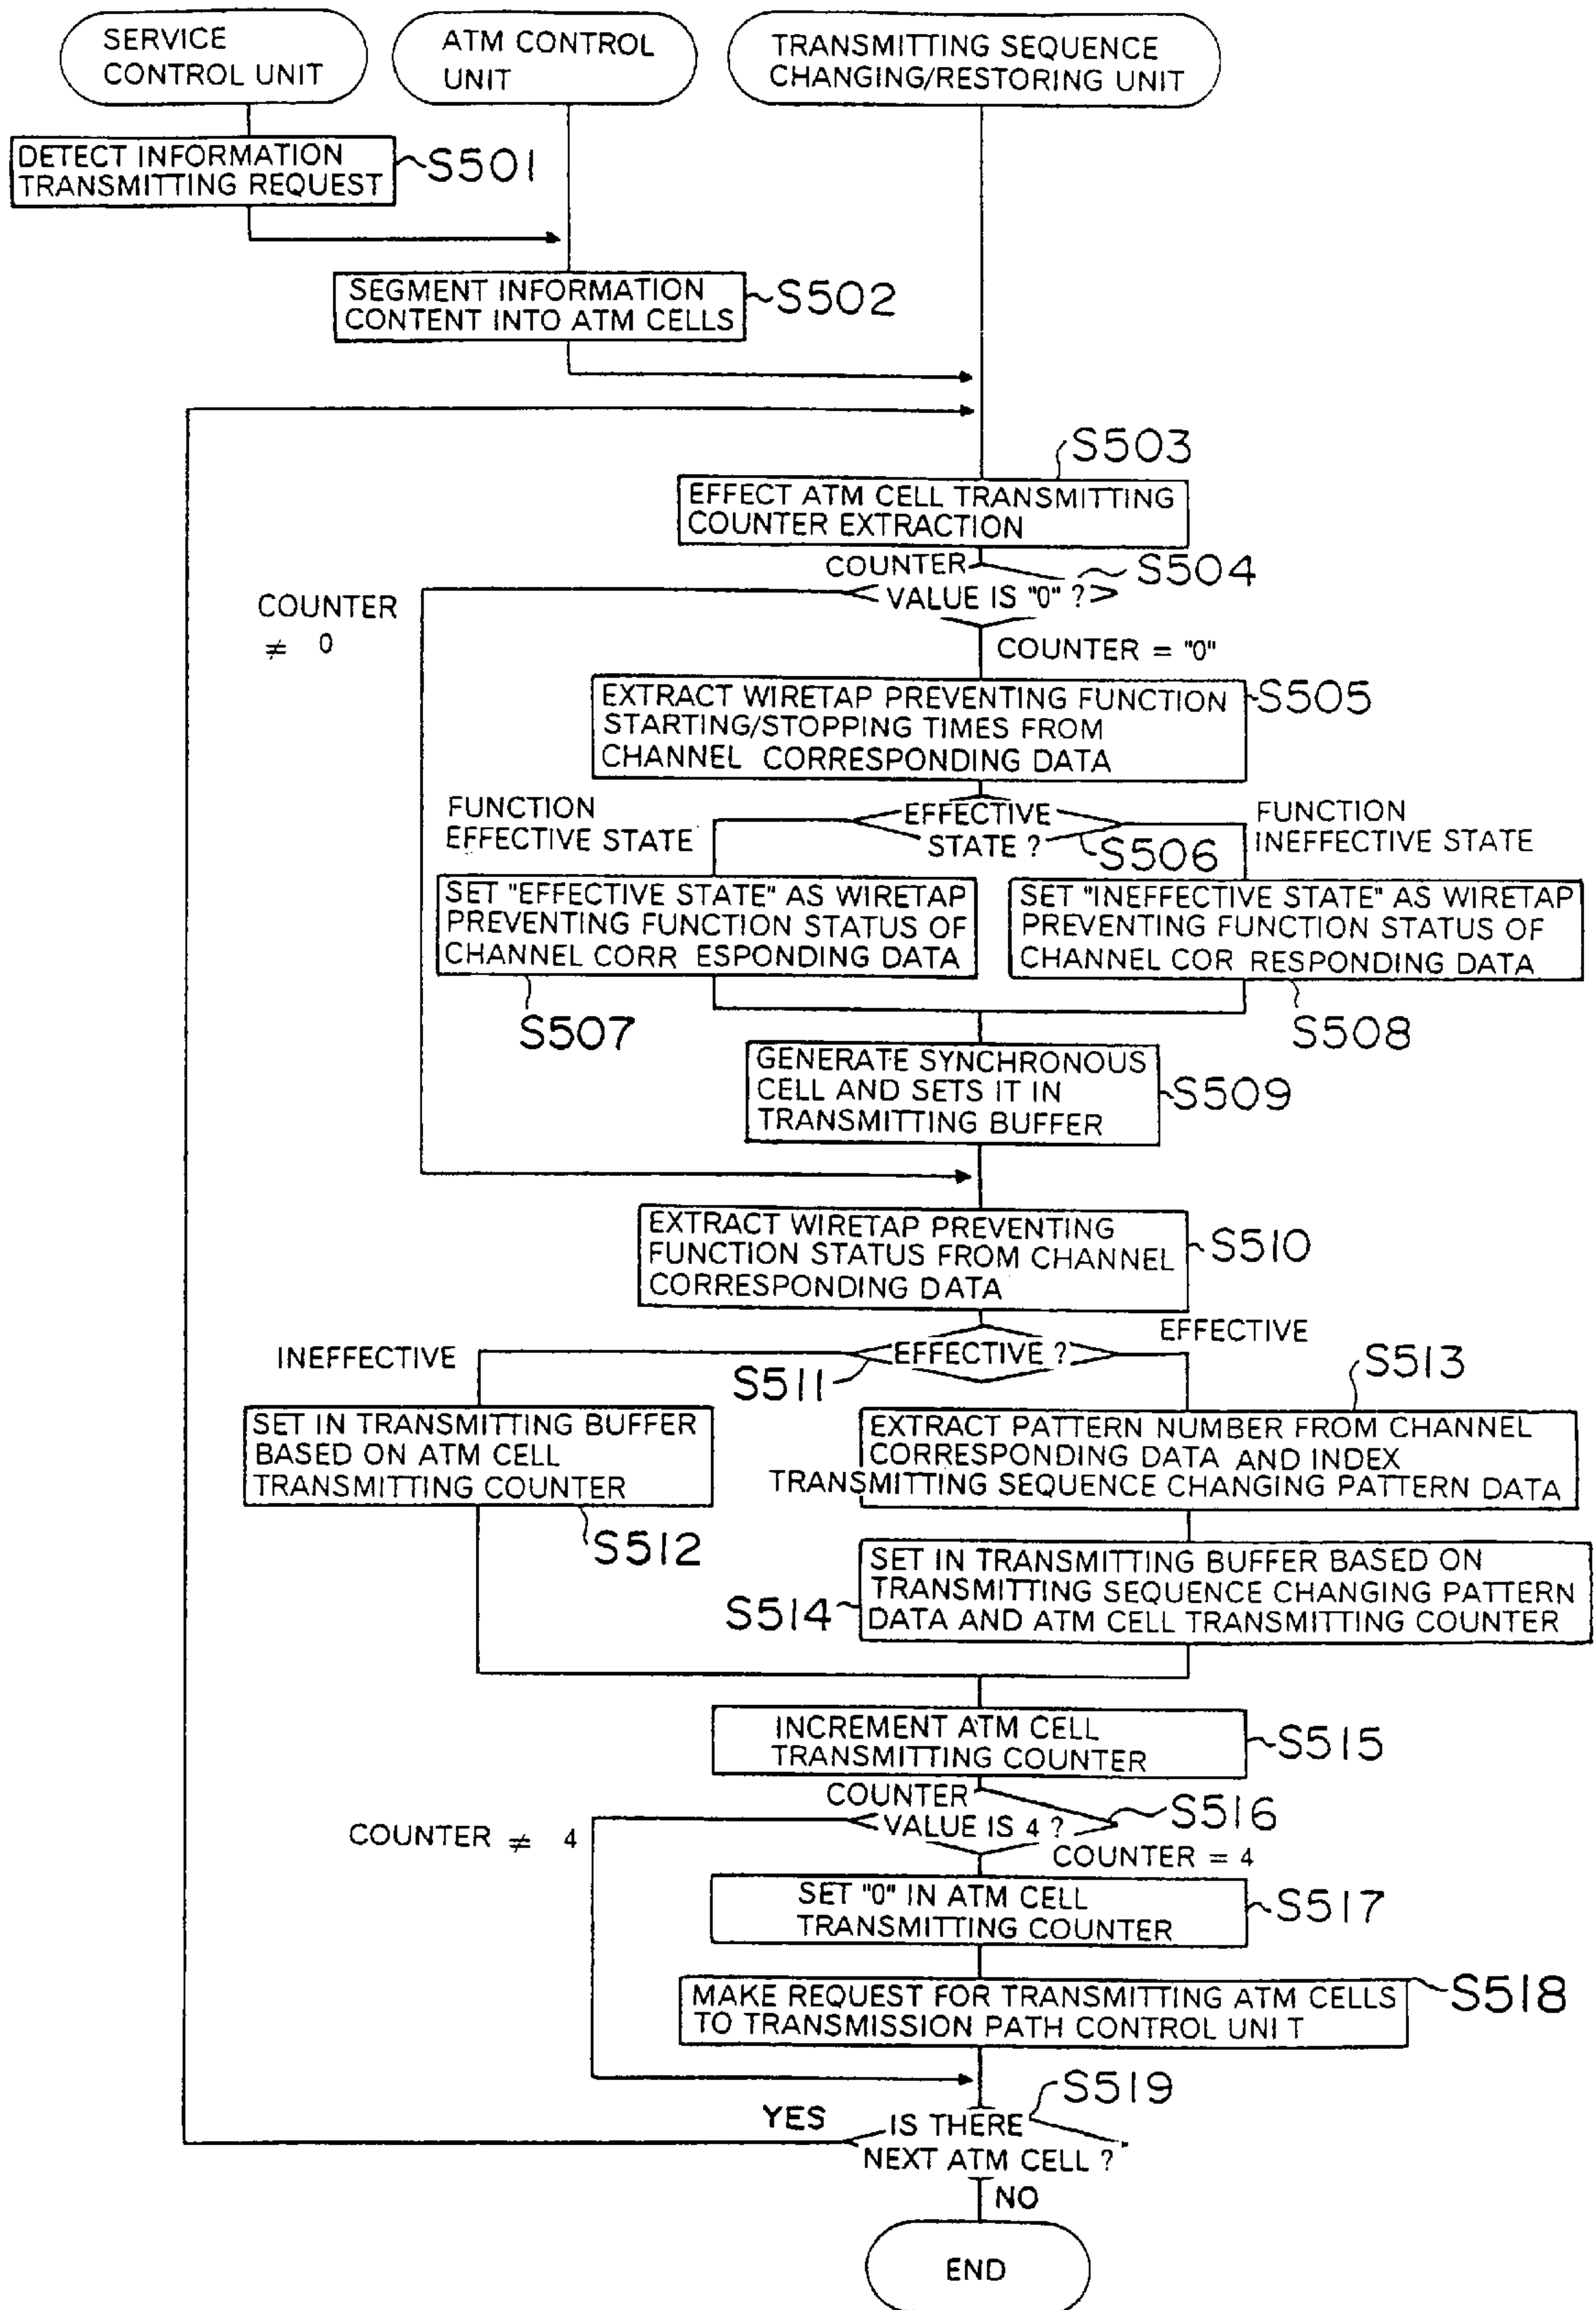 SERVICE
CONTROL UNIT
ATM CONTROL
UNIT
TRANSMITTING SEQUENCE
CHANGING/RESTORING UNIT
DETECT INFORMATION
TRANSMITTING REQUEST
S501
SEGMENT INFORMATION
CONTENT INTO ATM CELLS
S502
S503
EFFECT ATM CELL TRANSMITTING
COUNTER EXTRACTION
COUNTER
VALUE IS "0" ?
S504
COUNTER
≠ 0
COUNTER = "0"
EXTRACT WIRETAP PREVENTING FUNCTION
STARTING/STOPPING TIMES FROM
CHANNEL CORRESPONDING DATA
S505
FUNCTION
EFFECTIVE STATE
EFFECTIVE
STATE ?
S506
FUNCTION
INEFFECTIVE STATE
SET "EFFECTIVE STATE" AS WIRETAP
PREVENTING FUNCTION STATUS OF
CHANNEL CORR ESPONDING DATA
S507
SET "INEFFECTIVE STATE" AS WIRETAP
PREVENTING FUNCTION STATUS OF
CHANNEL COR RESPONDING DATA
S508
GENERATE SYNCHRONOUS
CELL AND SETS IT IN
TRANSMITTING BUFFER
S509
EXTRACT WIRETAP PREVENTING
FUNCTION STATUS FROM CHANNEL
CORRESPONDING DATA
S510
INEFFECTIVE
EFFECTIVE ?
S511
EFFECTIVE
SET IN TRANSMITTING BUFFER
BASED ON ATM CELL
TRANSMITTING COUNTER
S512
S513
EXTRACT PATTERN NUMBER FROM CHANNEL
CORRESPONDING DATA AND INDEX
TRANSMITTING SEQUENCE CHANGING PATTERN DATA
SET IN TRANSMITTING BUFFER BASED ON
TRANSMITTING SEQUENCE CHANGING PATTERN
DATA AND ATM CELL TRANSMITTING COUNTER
S514
INCREMENT ATM CELL
TRANSMITTING COUNTER
S515
COUNTER
VALUE IS 4 ?
S516
COUNTER ≠ 4
COUNTER = 4
SET "0" IN ATM CELL
TRANSMITTING COUNTER
S517
MAKE REQUEST FOR TRANSMITTING ATM CELLS
TO TRANSMISSION PATH CONTROL UNI T
S518
S519
YES
IS THERE
NEXT ATM CELL ?
NO
END